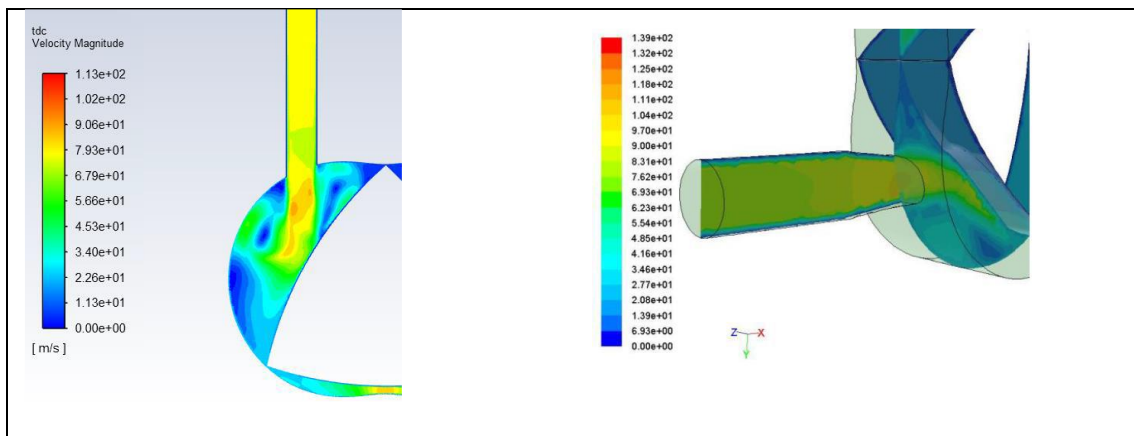 tdc
Velocity Magnitude
1.13e+02
1.02e+02
9.06e+01
7.93e+01
6.80e+01
5.66e+01
4.53e+01
3.40e+01
2.26e+01
1.13e+01
0.00e+00
[ m/s ]
1.39e+02
1.32e+02
1.25e+02
1.18e+02
1.11e+02
1.04e+02
9.70e+01
9.00e+01
8.31e+01
7.62e+01
6.93e+01
6.23e+01
5.54e+01
4.85e+01
4.16e+01
3.46e+01
2.77e+01
2.08e+01
1.39e+01
6.93e+00
0.00e+00
Z X
Y